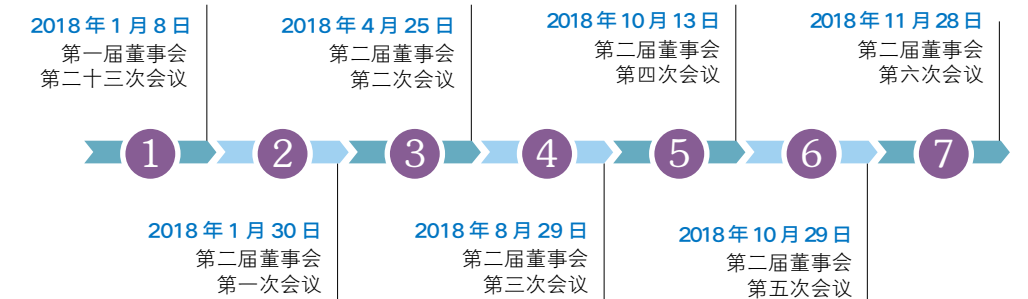 2018 年 1 月 8 日
第一届董事会
第二十三次会议
2018 年 4 月 25 日
第二届董事会
第二次会议
2018 年 10 月 13 日
第二届董事会
第四次会议
2018 年 11 月 28 日
第二届董事会
第六次会议
1
2
3
4
5
6
7
2018 年 1 月 30 日
第二届董事会
第一次会议
2018 年 8 月 29 日
第二届董事会
第三次会议
2018 年 10 月 29 日
第二届董事会
第五次会议